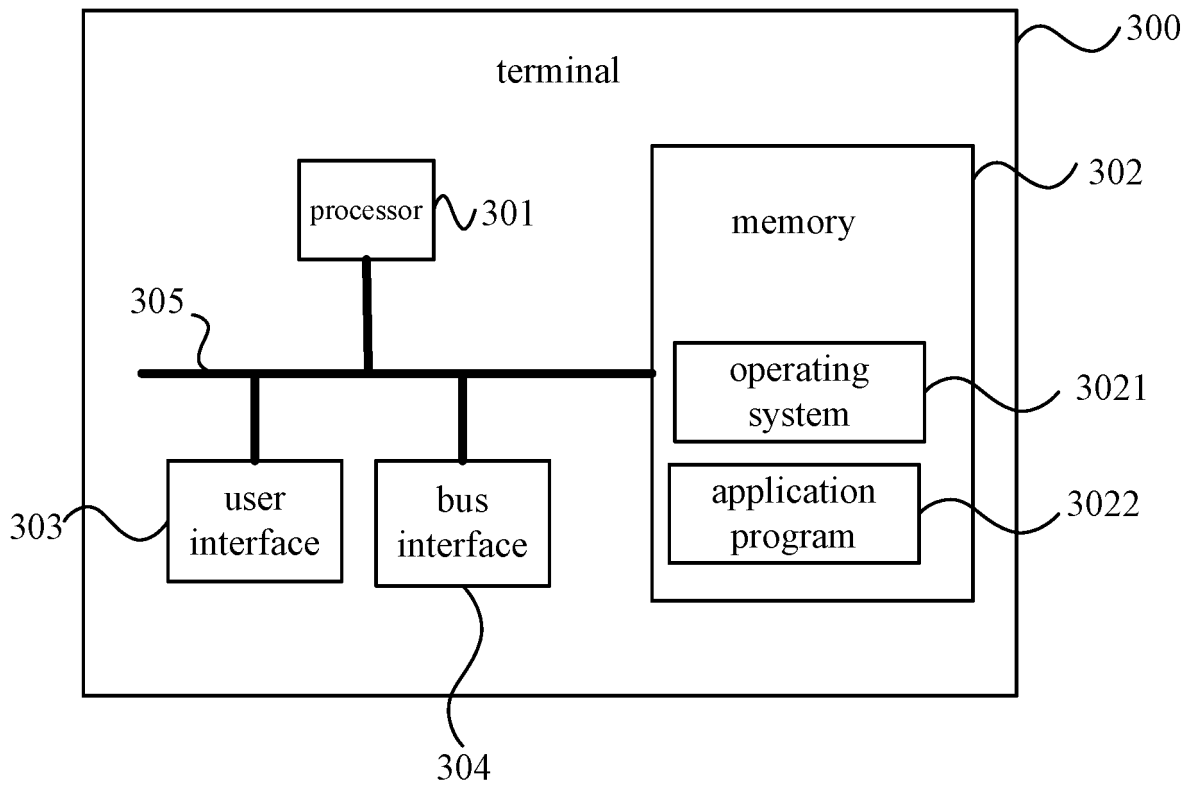 300
terminal
302
processor
301
memory
305
operating
system
3021
user
interface
303
bus
interface
application
program
3022
304